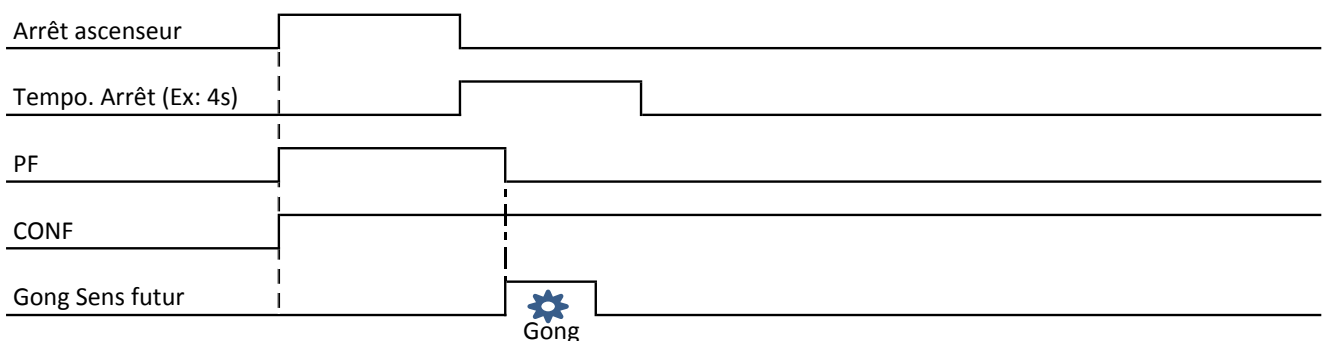 Arrêt ascenseur
Tempo. Arrêt (Ex: 4s)
PF
CONF
Gong Sens futur
Gong